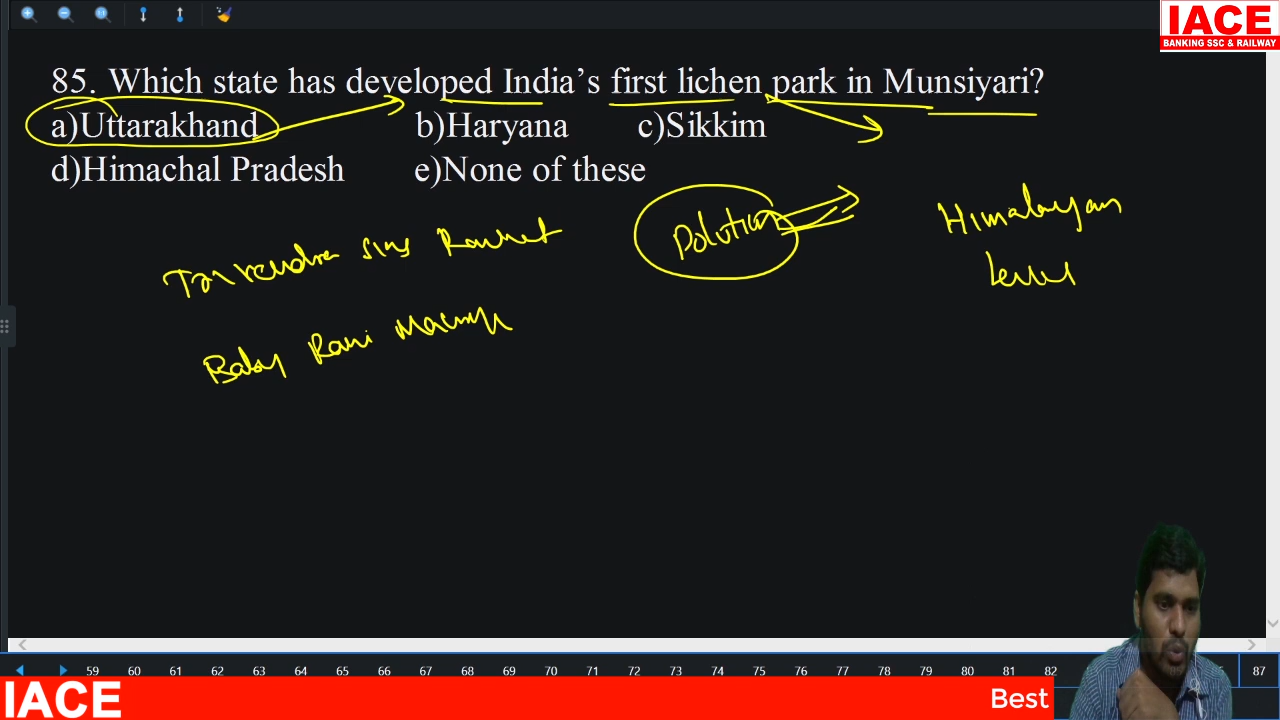 IACE
BANKING SSC & RAILWAY
85. Which state has developed India’s first lichen park in Munsiyari?
a)Uttarakhand b)Haryana c)Sikkim
d)Himachal Pradesh e)None of these
Polution
Himalayan
Baby Rani
59 60 61 62 63 64 65 66 67 68 69 70 71 72 73 74 75 76 77 78 79 80 81 82 87
IACE
Best